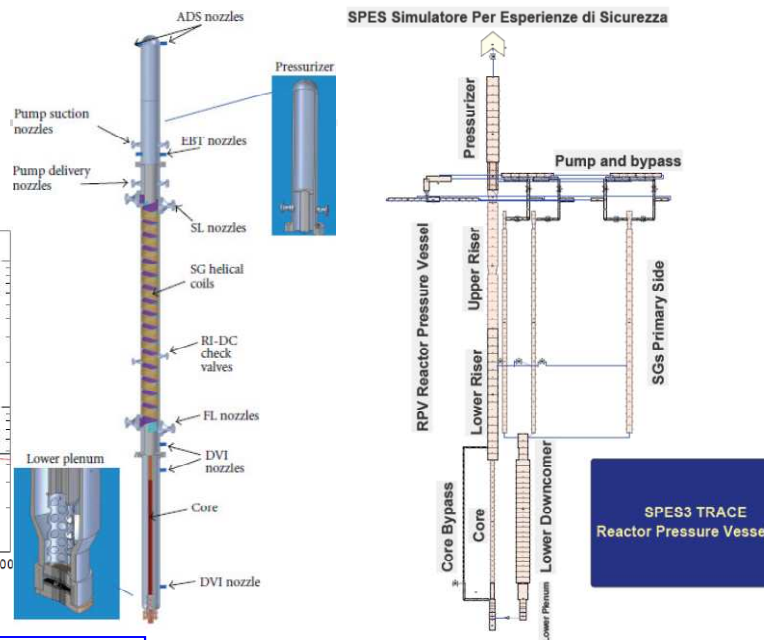 ADS nozzles
Pressurizer
Pump suction
nozzles
EBT nozzles
Pump delivery
nozzles
SL nozzles
SG helical
coils
RI-DC
check
valves
FL nozzles
Lower plenum
DVI
nozzles
Core
DVI nozzle
SPES Simulatore Per Esperienze di Sicurezza
Pressurizer
Pump and bypass
RPV Reactor Pressure Vessel
Upper Riser
Lower Riser
SGs Primary Side
Core Bypass
Core
Lower Downcomer
Lower Plenum
SPES3 TRACE
Reactor Pressure Vesse